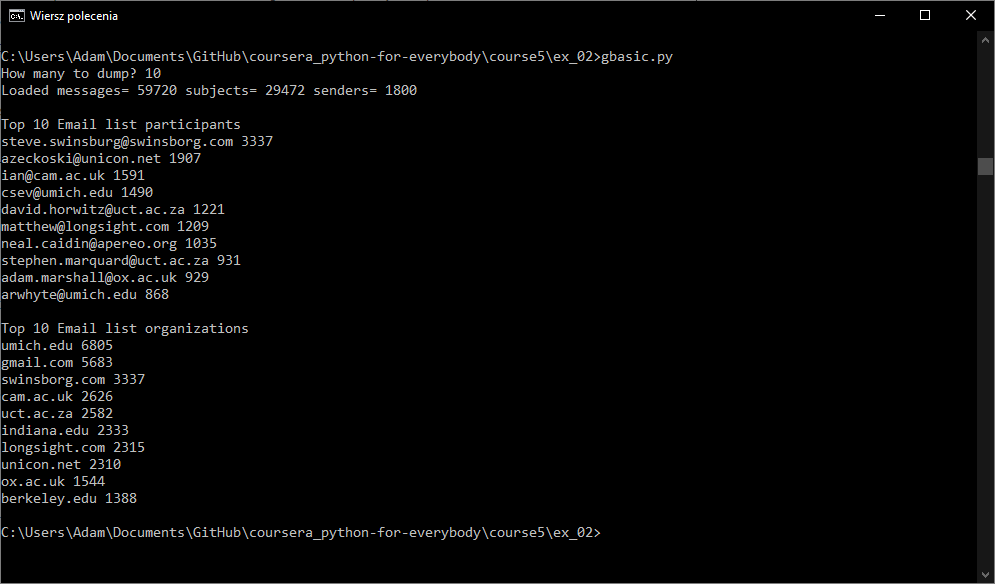 Wiersz polecenia
C:\Users\Adam\Documents\GitHub\coursera_python-for-everybody\course5\ex_02>gbasic.py
How many to dump? 10
Loaded messages= 59720 subjects= 29472 senders= 1800
Top 10 Email list participants
steve.swinsburg@swinsborg.com 3337
azeckoski@unicon.net 1907
ian@cam.ac.uk 1591
csev@umich.edu 1490
david.horwitz@uct.ac.za 1221
matthew@longsight.com 1209
neal.caidin@apereo.org 1035
stephen.marquard@uct.ac.za 931
adam.marshall@ox.ac.uk 929
arwhyte@umich.edu 868
Top 10 Email list organizations
umich.edu 6805
gmail.com 5683
swinsborg.com 3337
cam.ac.uk 2626
uct.ac.za 2582
indiana.edu 2333
longsight.com 2315
unicon.net 2310
ox.ac.uk 1544
berkeley.edu 1388
C:\Users\Adam\Documents\GitHub\coursera_python-for-everybody\course5\ex_02>